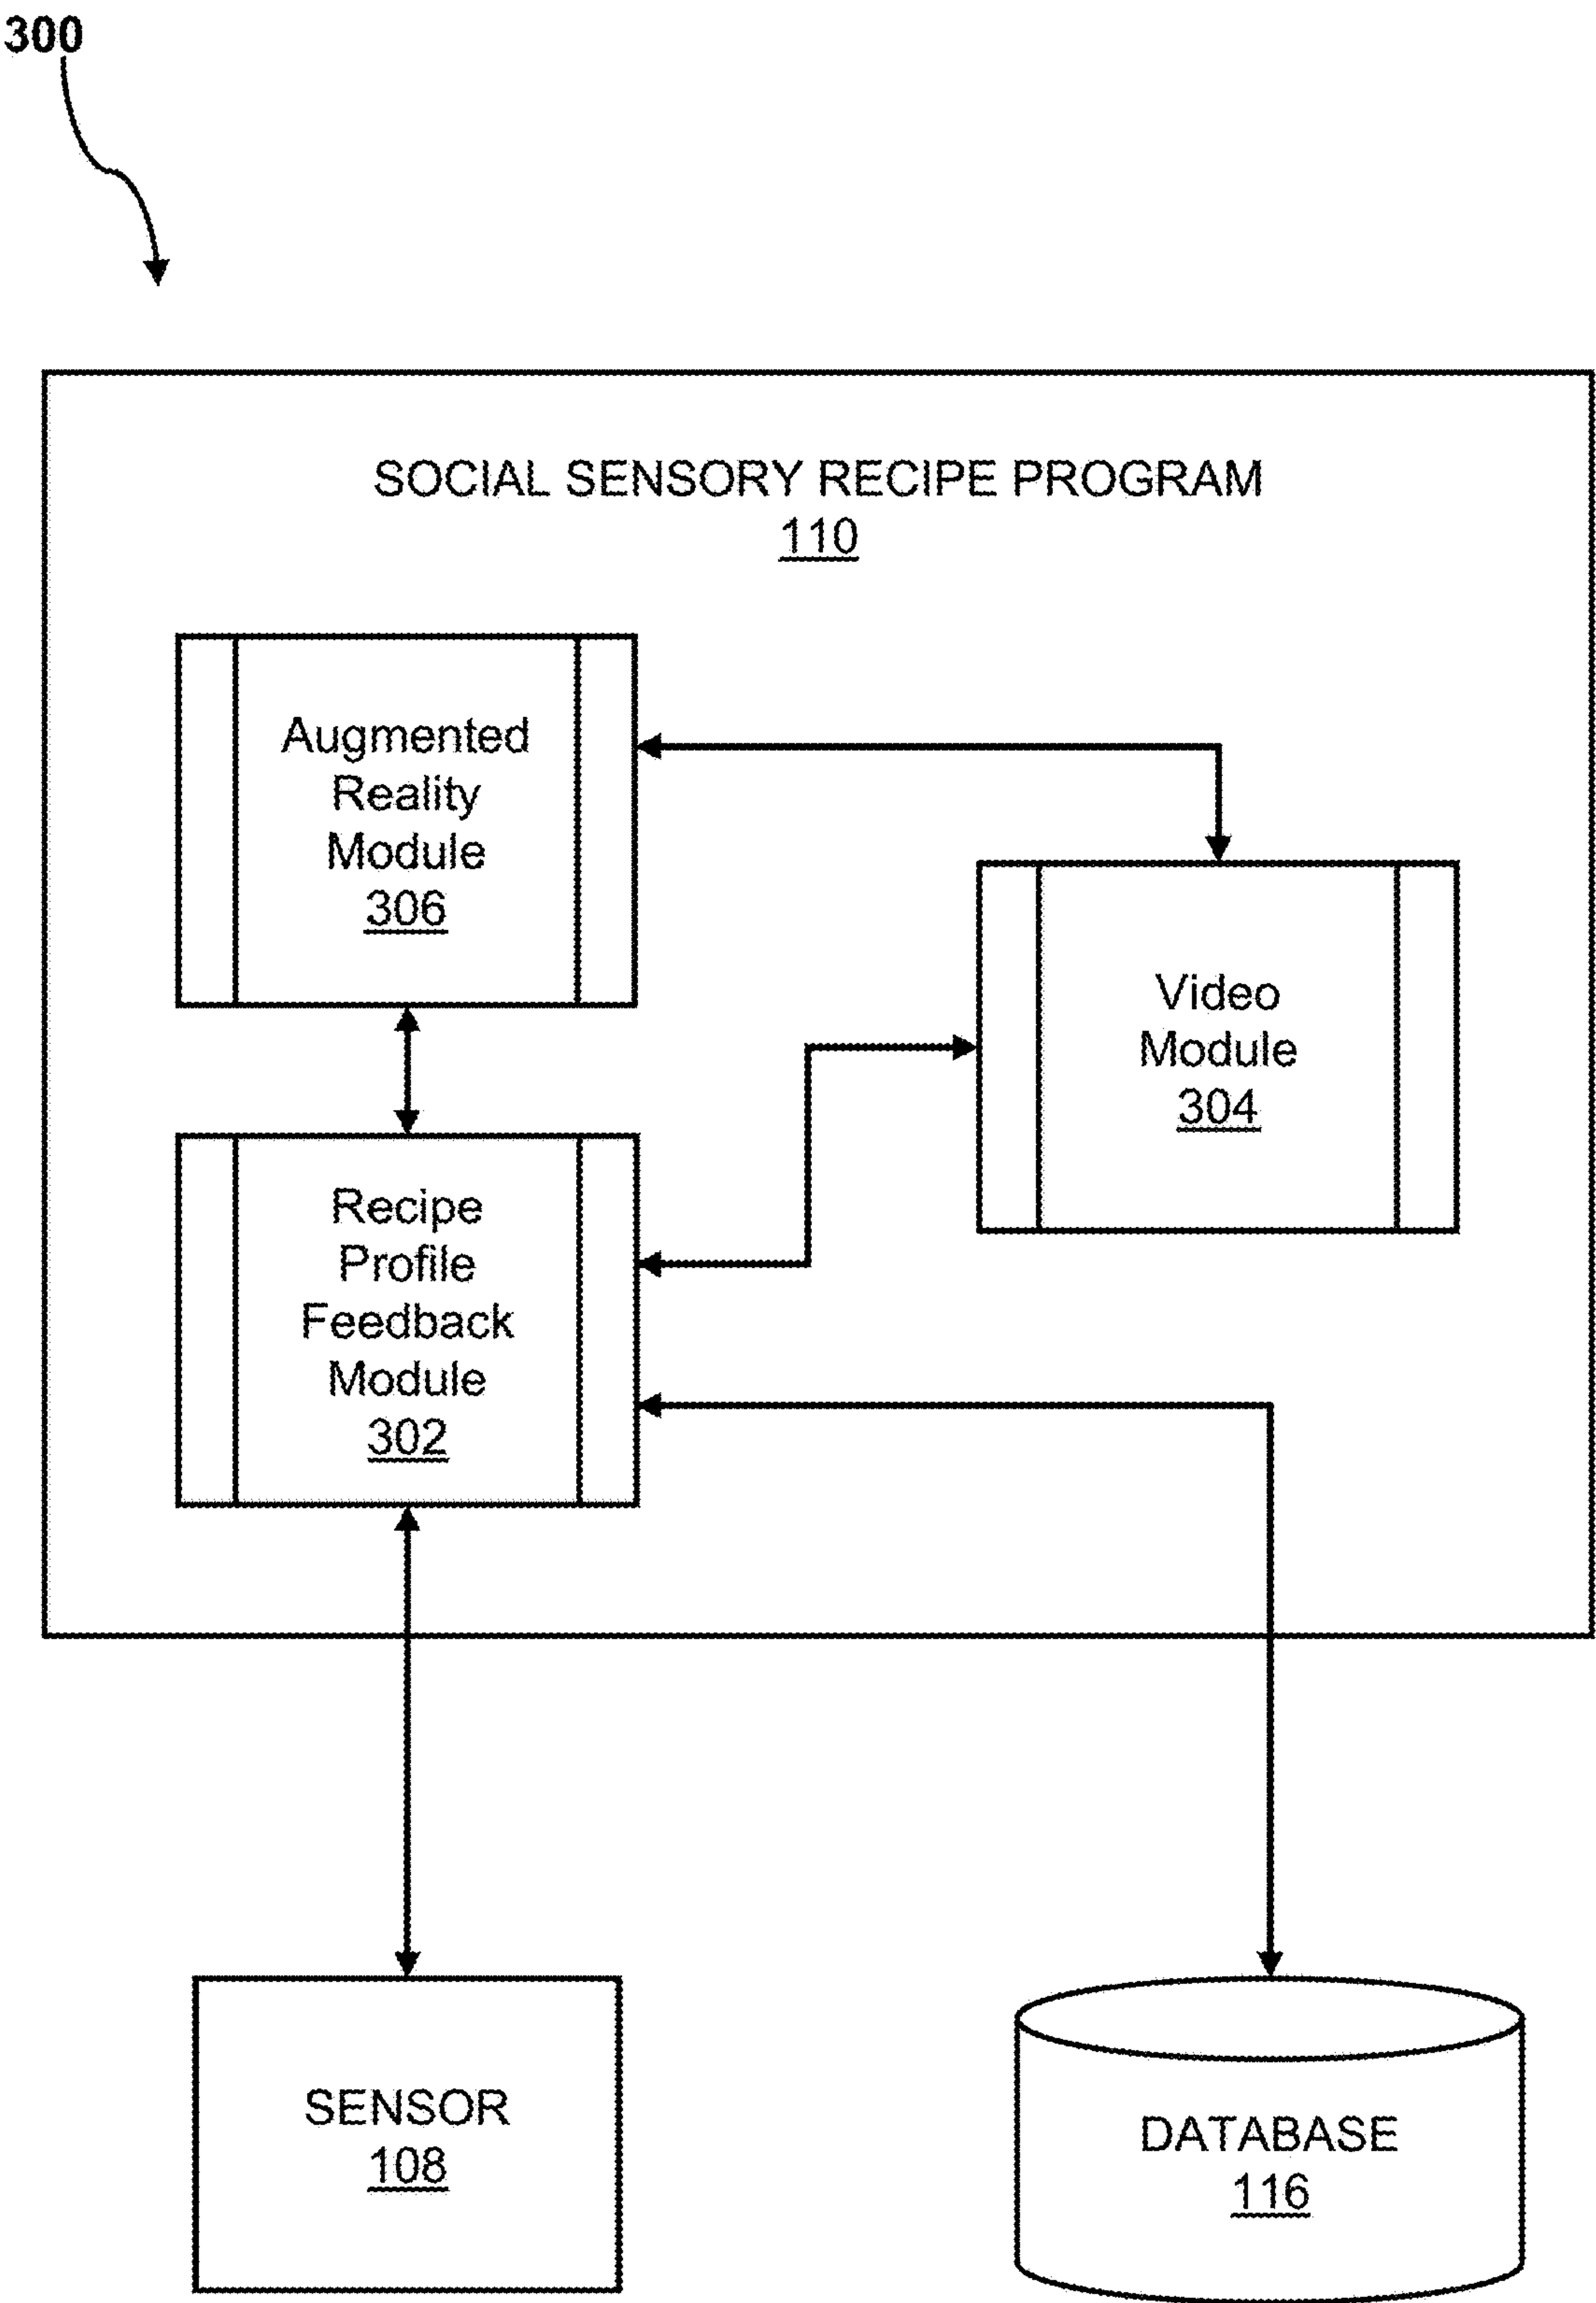 300
SOCIAL SENSORY RECIPE PROGRAM
110
Augmented
Reality
Module
306
Video
Module
304
Recipe
Profile
Feedback
Module
302
SENSOR
108
DATABASE
116